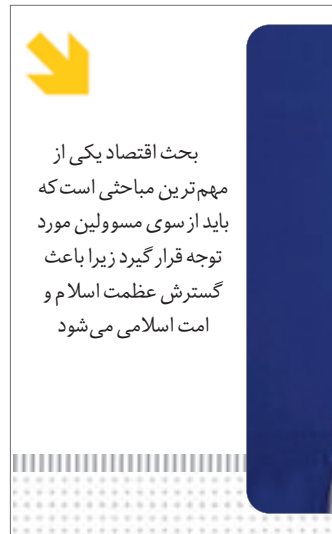 بحث اقتصاد یکی از
مهم‌ترین مباحثی است که
باید از سوی مسوولین مورد
توجه قرار گیرد زیرا باعث
گسترش عظمت اسلام و
امت اسلامی می‌شود